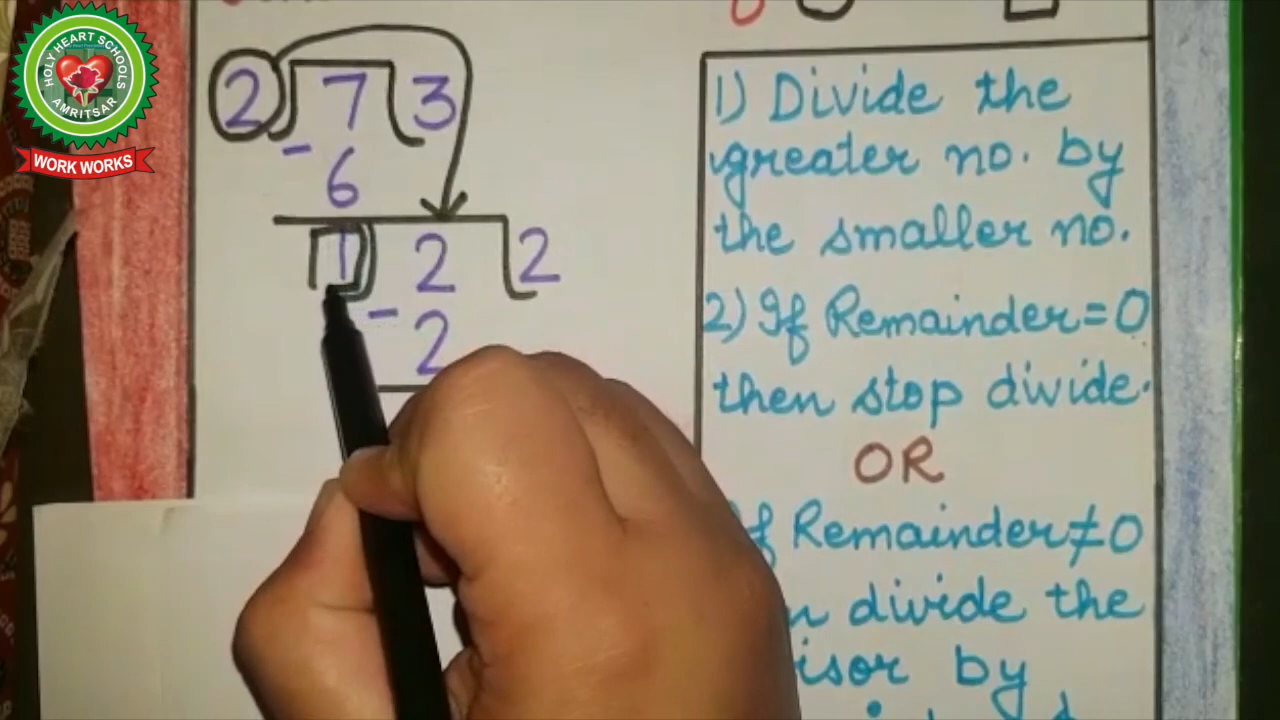 HOLY HEART SCHOOLS
AMRITSAR
WORK WORKS
2 7 3
- 6
1 2 2
- 2
1) Divide the
greater no. by
the smaller no.
2) If Remainder = 0
then stop divide.
OR
If Remainder ≠ 0
divide the
by